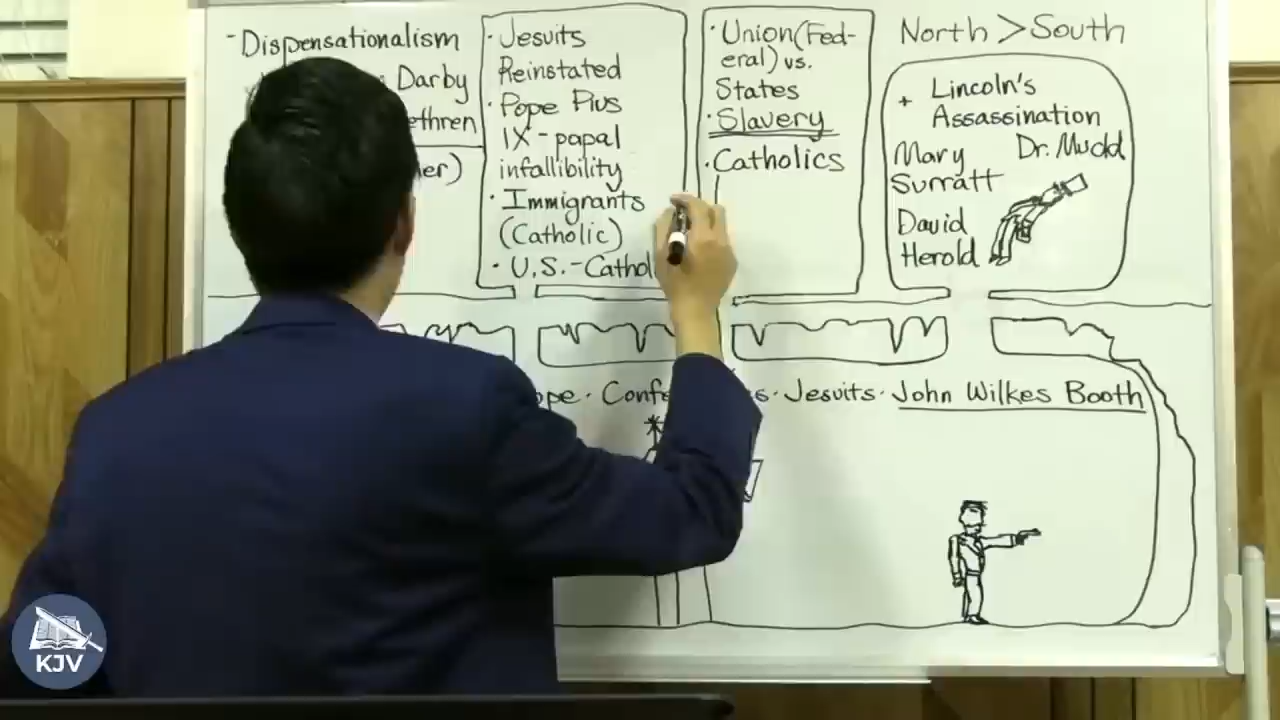 - Dispensationalism
Darby
ethren
er)
· Jesuits
Reinstated
· Pope Pius
IX - papal
infallibility
· Immigrants
(Catholic)
· U.S.-Cathol
· Union (Fed-
eral) vs.
States
· Slavery
· Catholics
North > South
+ Lincoln's
Assassination
Mary
Surratt
Dr. Mudd
David
Herold
ope · Confe s · Jesuits · John Wilkes Booth
KJV